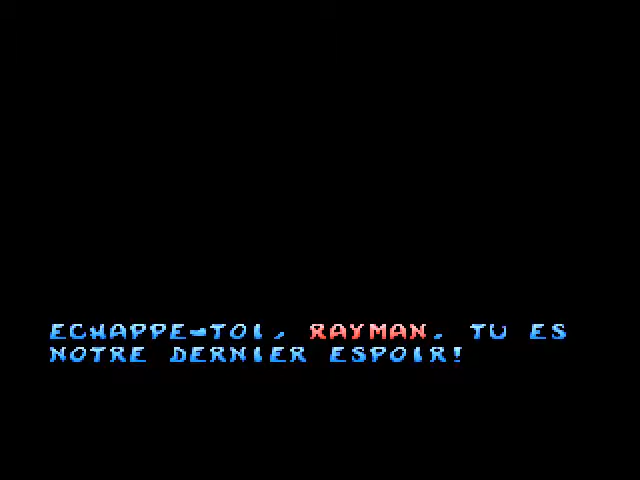 ECHAPPE-TOI, RAYMAN. TU ES
NOTRE DERNIER ESPOIR!